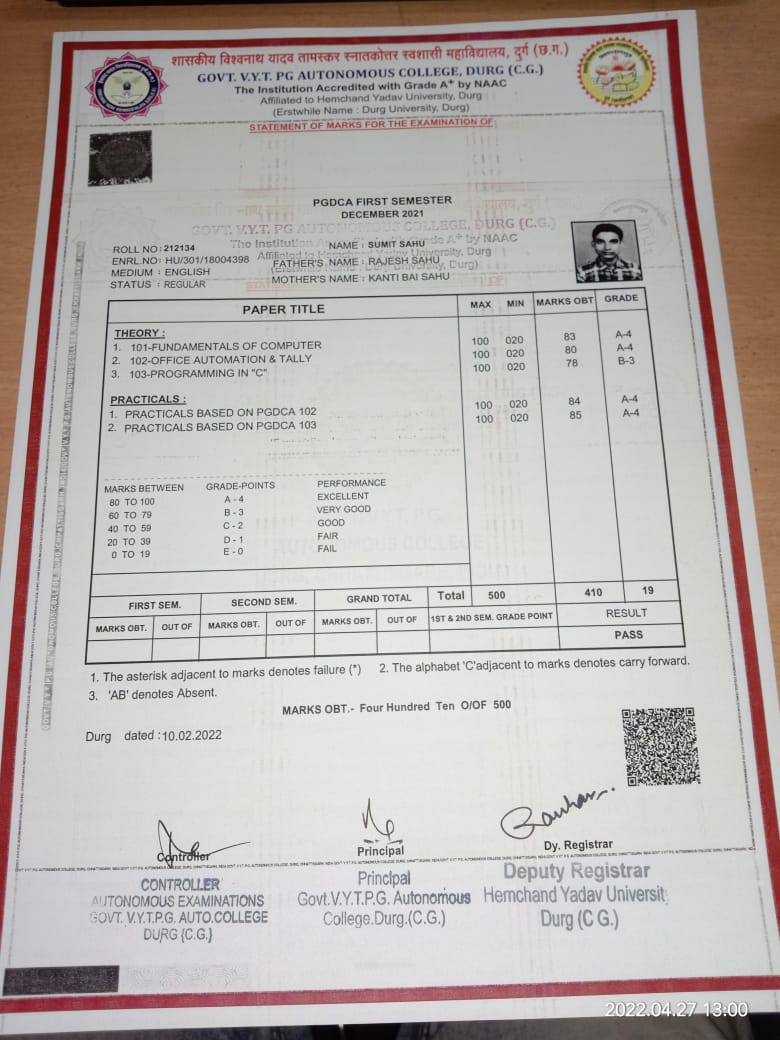 शासकीय विश्वनाथ यादव तामस्कर स्नातकोत्तर स्वशासी महाविद्यालय, दुर्ग (छ.ग.)
GOVT. V.Y.T. PG AUTONOMOUS COLLEGE, DURG (C.G.)
The Institution Accredited with Grade A+ by NAAC
Affiliated to Hemchand Yadav University, Durg
(Erstwhile Name : Durg University, Durg)
STATEMENT OF MARKS FOR THE EXAMINATION OF
PGDCA FIRST SEMESTER
DECEMBER 2021
GOVT. V.Y.T. PG AUTONOMOUS COLLEGE, DURG (C.G.)
ROLL NO : 212134 NAME : SUMIT SAHU
ENRL.NO : HU/301/18004398 FATHER'S. NAME : RAJESH SAHU
MEDIUM : ENGLISH MOTHER'S NAME : KANTI BAI SAHU
STATUS : REGULAR
PAPER TITLE MAX MIN MARKS OBT GRADE
THEORY :
1. 101-FUNDAMENTALS OF COMPUTER 100 020 83 A-4
2. 102-OFFICE AUTOMATION & TALLY 100 020 80 A-4
3. 103-PROGRAMMING IN "C" 100 020 78 B-3
PRACTICALS :
1. PRACTICALS BASED ON PGDCA 102 100 020 84 A-4
2. PRACTICALS BASED ON PGDCA 103 100 020 85 A-4
MARKS BETWEEN GRADE-POINTS PERFORMANCE
80 TO 100 A - 4 EXCELLENT
60 TO 79 B - 3 VERY GOOD
40 TO 59 C - 2 GOOD
20 TO 39 D - 1 FAIR
0 TO 19 E - 0 FAIL
Total 500 410 19
FIRST SEM. SECOND SEM. GRAND TOTAL
MARKS OBT. OUT OF MARKS OBT. OUT OF MARKS OBT. OUT OF 1ST & 2ND SEM. GRADE POINT RESULT
PASS
1. The asterisk adjacent to marks denotes failure (*) 2. The alphabet 'C'adjacent to marks denotes carry forward.
3. 'AB' denotes Absent.
MARKS OBT.- Four Hundred Ten O/OF 500
Durg dated : 10.02.2022
Controller Principal Dy. Registrar
CONTROLLER
AUTONOMOUS EXAMINATIONS
GOVT. V.Y.T.P.G. AUTO.COLLEGE
DURG {C.G.}
Principal
Govt.V.Y.T.P.G. Autonomous
College.Durg.(C.G.)
Deputy Registrar
Hemchand Yadav Universit
Durg (C G.)
2022.04.27 13:00